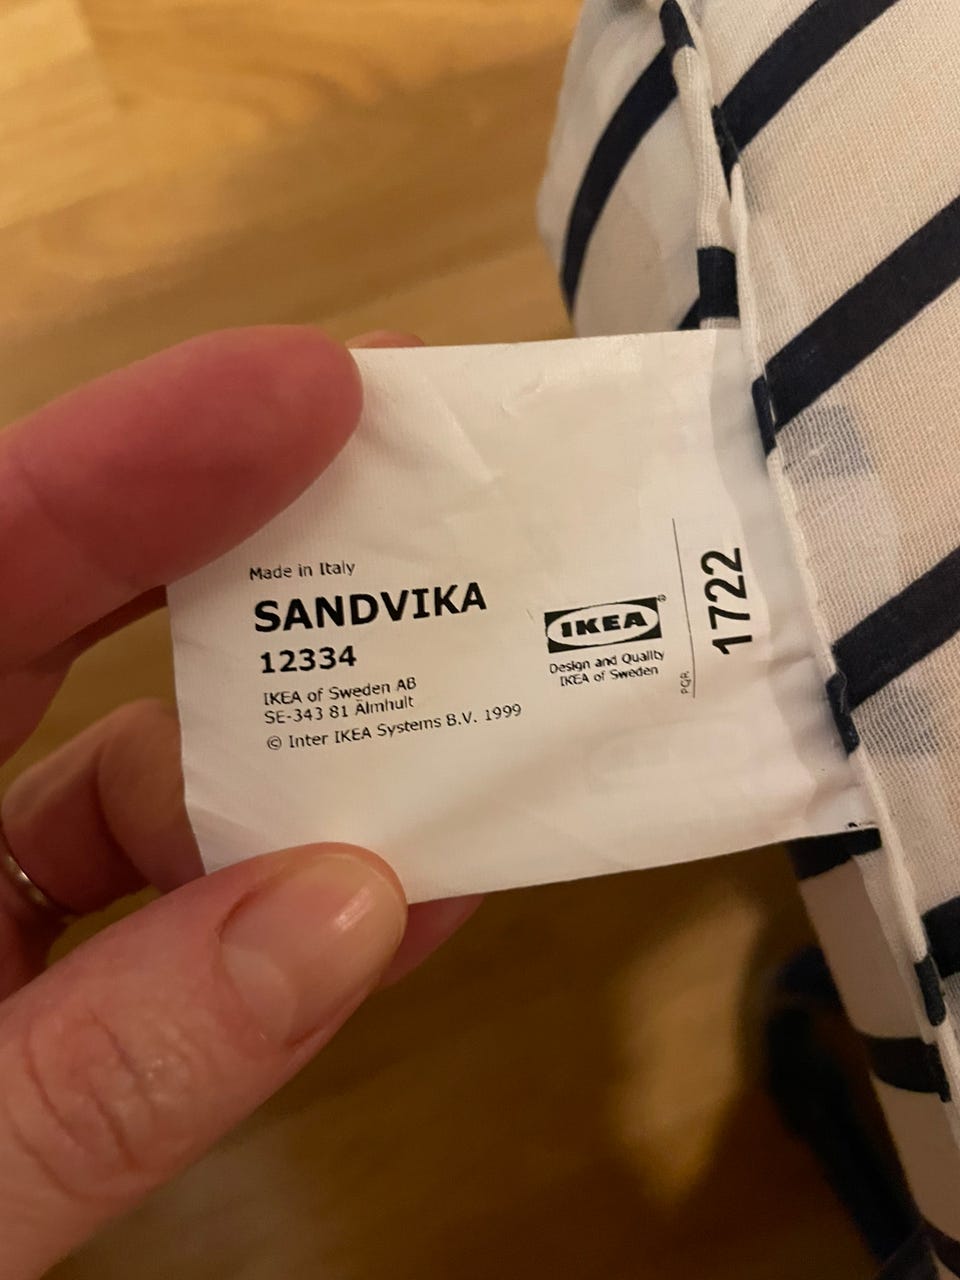 Made in Italy
SANDVIKA
12334
IKEA of Sweden AB
SE-343 81 Älmhult
© Inter IKEA Systems B.V. 1999
IKEA®
Design and Quality
IKEA of Sweden
PQR
1722